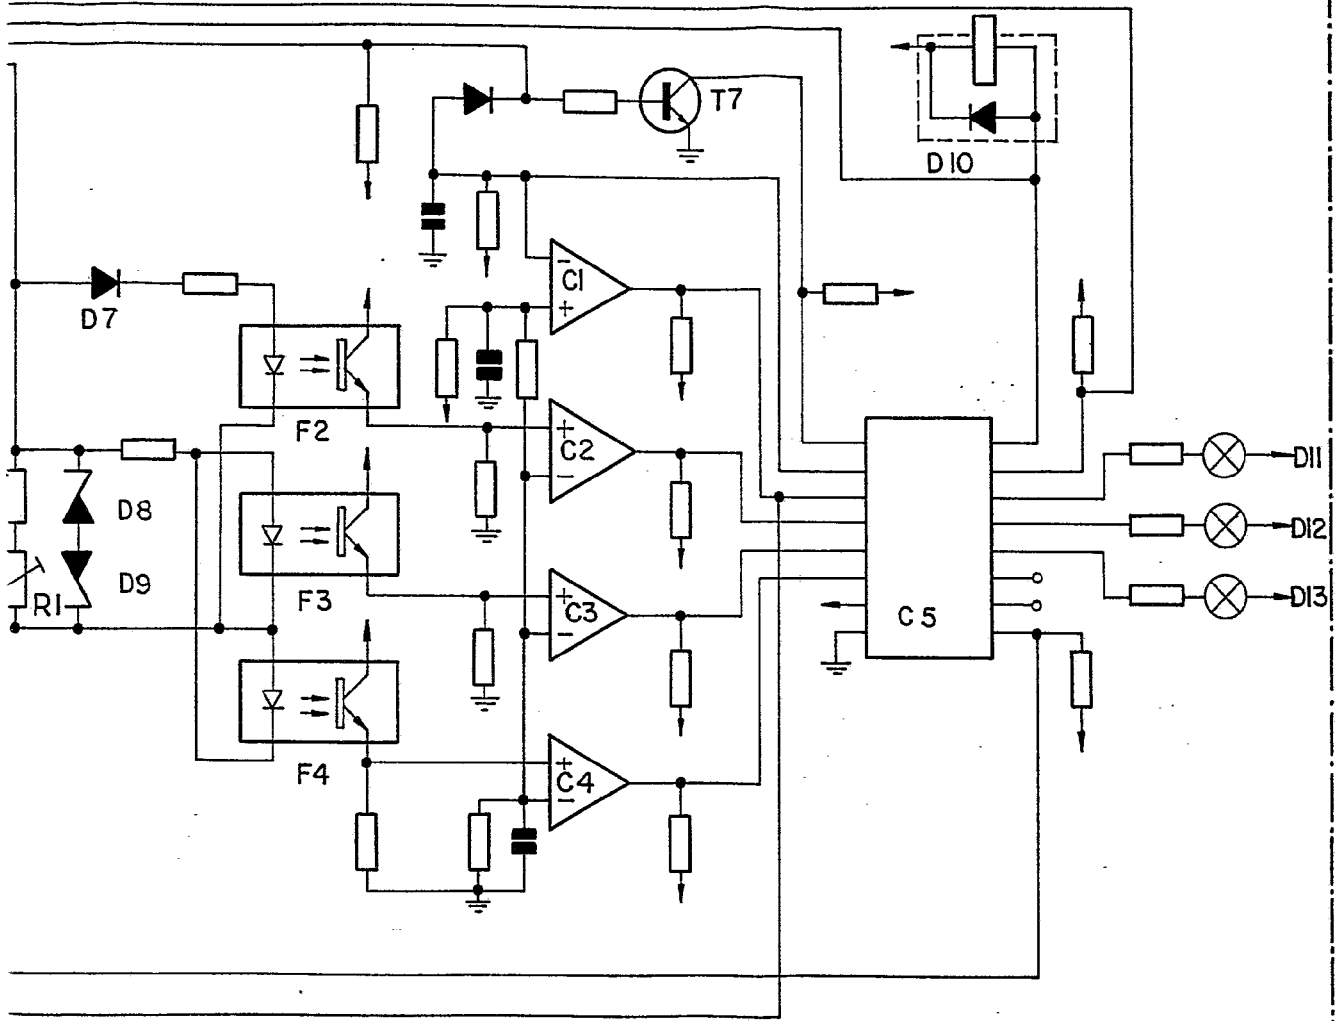 T7
D10
C1
−
+
D7
F2
+
C2
−
D11
D8
D12
D9
R1
F3
+
C3
−
C5
D13
F4
+
C4
−